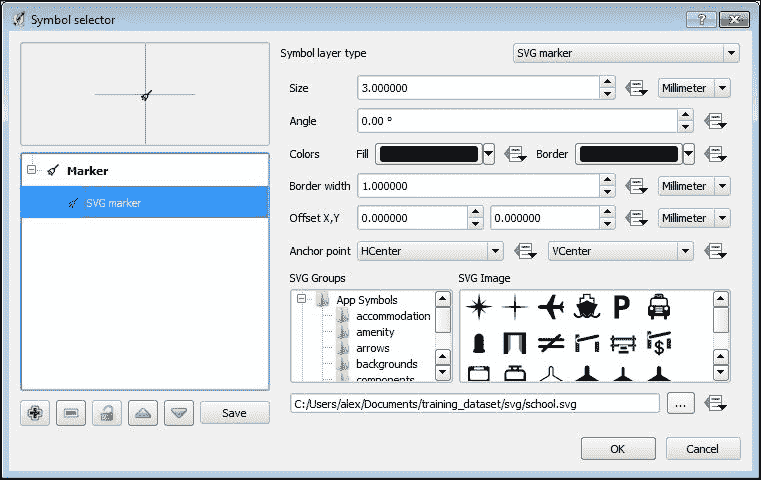 Symbol selector
Symbol layer type SVG marker
Size 3.000000 Millimeter
Angle 0.00 °
Colors Fill Border
Marker
SVG marker
Border width 1.000000 Millimeter
Offset X,Y 0.000000 0.000000 Millimeter
Anchor point HCenter VCenter
SVG Groups SVG Image
App Symbols
accommodation
amenity
arrows
backgrounds
components
C:/Users/alex/Documents/training_dataset/svg/school.svg ...
Save
OK Cancel